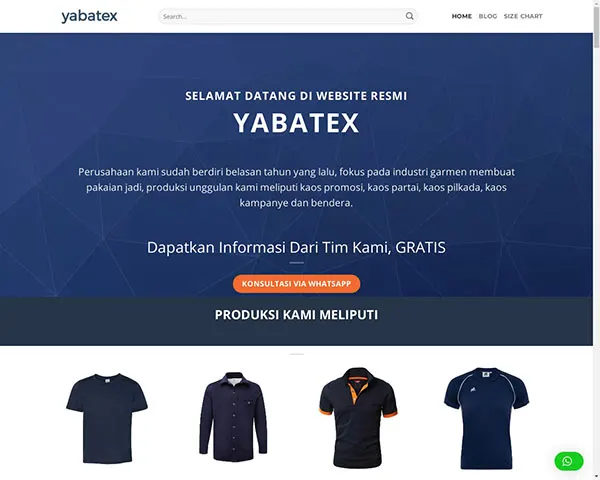 yabatex
Search...
HOME BLOG SIZE CHART
SELAMAT DATANG DI WEBSITE RESMI
YABATEX
Perusahaan kami sudah berdiri belasan tahun yang lalu, fokus pada industri garmen membuat
pakaian jadi, produksi unggulan kami meliputi kaos promosi, kaos partai, kaos pilkada, kaos
kampanye dan bendera.
Dapatkan Informasi Dari Tim Kami, GRATIS
KONSULTASI VIA WHATSAPP
PRODUKSI KAMI MELIPUTI